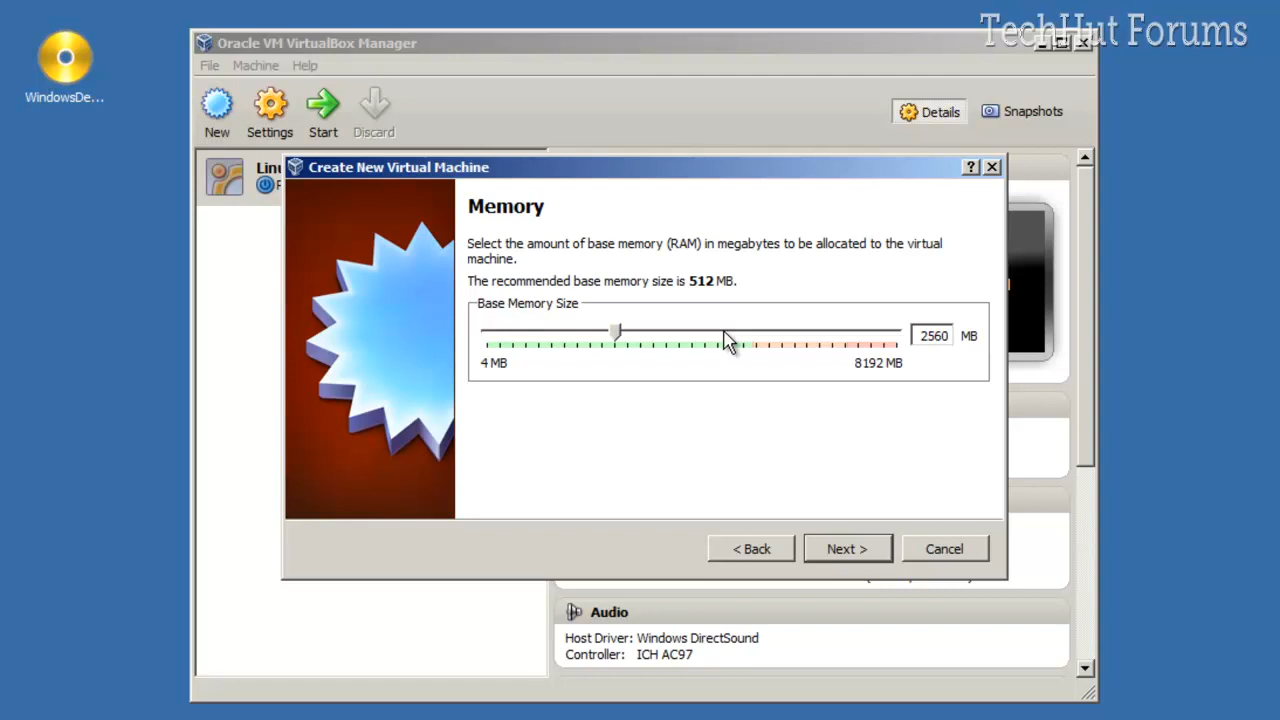 TechHut Forums
WindowsDe...
Oracle VM VirtualBox Manager
File Machine Help
New Settings Start Discard
Details Snapshots
Create New Virtual Machine
Memory
Select the amount of base memory (RAM) in megabytes to be allocated to the virtual
machine.
The recommended base memory size is 512 MB.
Base Memory Size
2560 MB
4 MB 8192 MB
< Back Next > Cancel
Audio
Host Driver: Windows DirectSound
Controller: ICH AC97